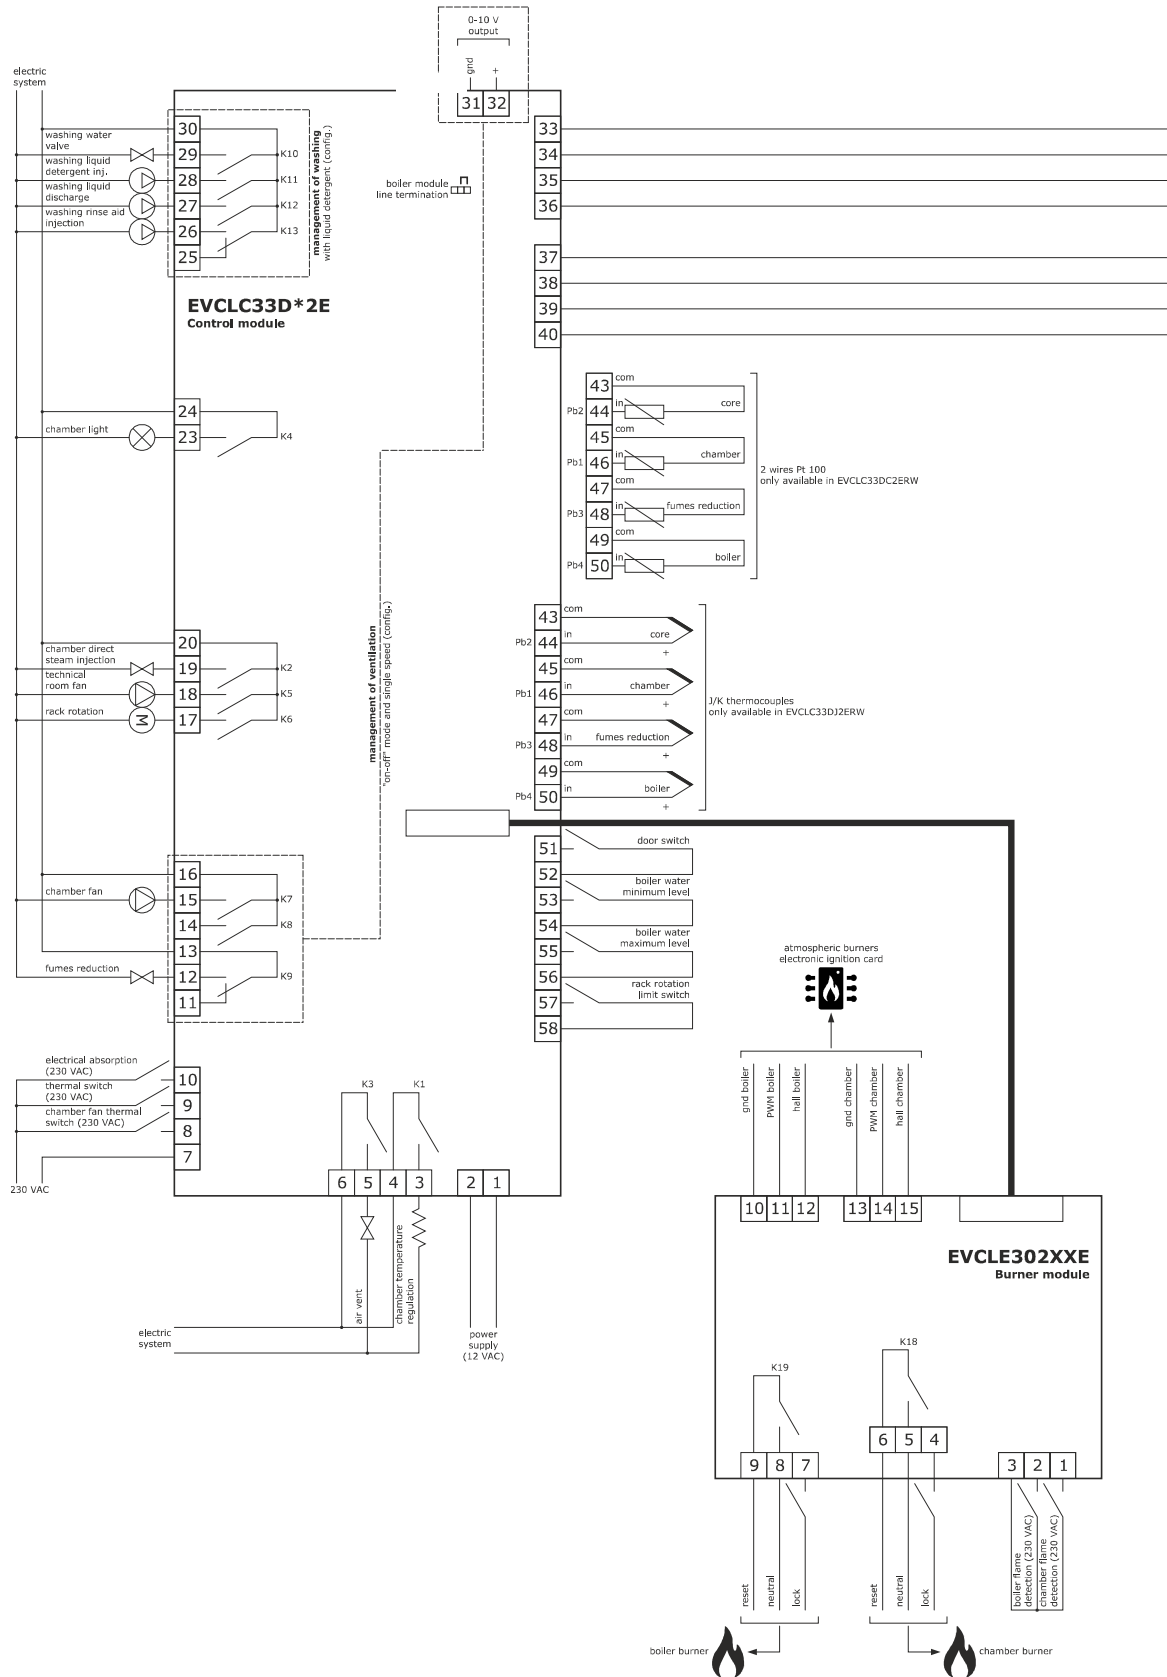 0-10 V
output
gnd
+
31 32
electric
system
30
washing water
valve
29
K10
washing liquid
detergent inj.
28
K11
washing liquid
discharge
27
K12
washing rinse aid
injection
26
K13
25
management of washing
with liquid detergent (config.)
boiler module
line termination
33
34
35
36
37
38
39
40
EVCLC33D*2E
Control module
24
chamber light
23
K4
43 com
Pb2 44 in core
45 com
Pb1 46 in chamber
47 com
Pb3 48 in fumes reduction
49 com
Pb4 50 in boiler
2 wires Pt 100
only available in EVCLC33DC2ERW
43 com
Pb2 44 in core
+
45 com
Pb1 46 in chamber
+
47 com
Pb3 48 in fumes reduction
+
49 com
Pb4 50 in boiler
+
J/K thermocouples
only available in EVCLC33DJ2ERW
20
chamber direct
steam injection
19
K2
technical
room fan
18
K5
rack rotation
M
17
K6
management of ventilation
"on-off" mode and single speed (config.)
16
chamber fan
15
K7
14
K8
13
fumes reduction
12
K9
11
51
door switch
52
boiler water
minimum level
53
54
boiler water
maximum level
55
56
rack rotation
limit switch
57
58
electrical absorption
(230 VAC)
10
thermal switch
(230 VAC)
9
chamber fan thermal
switch (230 VAC)
8
7
230 VAC
K3
K1
6 5 4 3 2 1
air vent
chamber temperature
regulation
electric
system
power
supply
(12 VAC)
atmospheric burners
electronic ignition card
gnd boiler
PWM boiler
hall boiler
gnd chamber
PWM chamber
hall chamber
10 11 12 13 14 15
EVCLE302XXE
Burner module
K19
K18
6 5 4
9 8 7
3 2 1
reset
neutral
lock
reset
neutral
lock
boiler flame
detection (230 VAC)
chamber flame
detection (230 VAC)
boiler burner
chamber burner